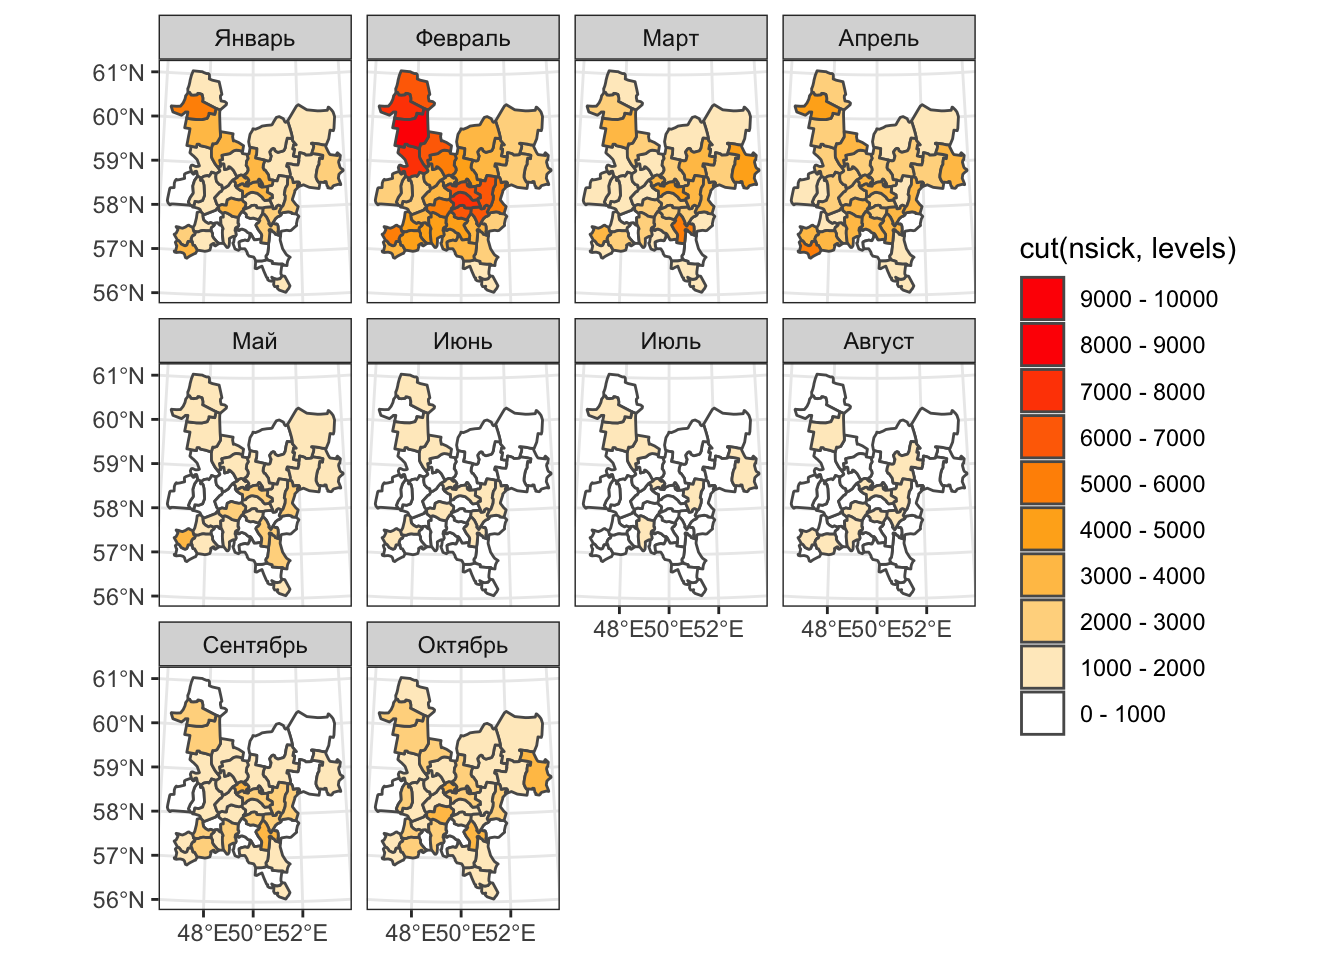 Январь Февраль Март Апрель
61°N
60°N
59°N
58°N
57°N
56°N
Май Июнь Июль Август
61°N
60°N
59°N
58°N
57°N
56°N
48°E50°E52°E 48°E50°E52°E
Сентябрь Октябрь
61°N
60°N
59°N
58°N
57°N
56°N
48°E50°E52°E 48°E50°E52°E
cut(nsick, levels)
9000 - 10000
8000 - 9000
7000 - 8000
6000 - 7000
5000 - 6000
4000 - 5000
3000 - 4000
2000 - 3000
1000 - 2000
0 - 1000